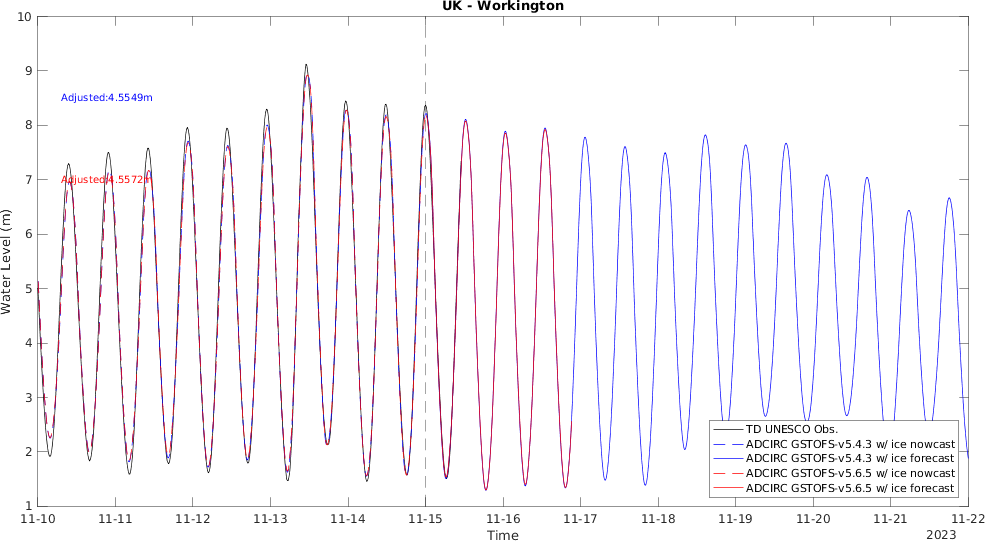 UK - Workington
10
9
8
7
6
5
4
3
2
1
Water Level (m)
Adjusted:4.5549m
Adjusted:4.5572m
TD UNESCO Obs.
ADCIRC GSTOFS-v5.4.3 w/ ice nowcast
ADCIRC GSTOFS-v5.4.3 w/ ice forecast
ADCIRC GSTOFS-v5.6.5 w/ ice nowcast
ADCIRC GSTOFS-v5.6.5 w/ ice forecast
11-10 11-11 11-12 11-13 11-14 11-15 11-16 11-17 11-18 11-19 11-20 11-21 11-22
Time
2023